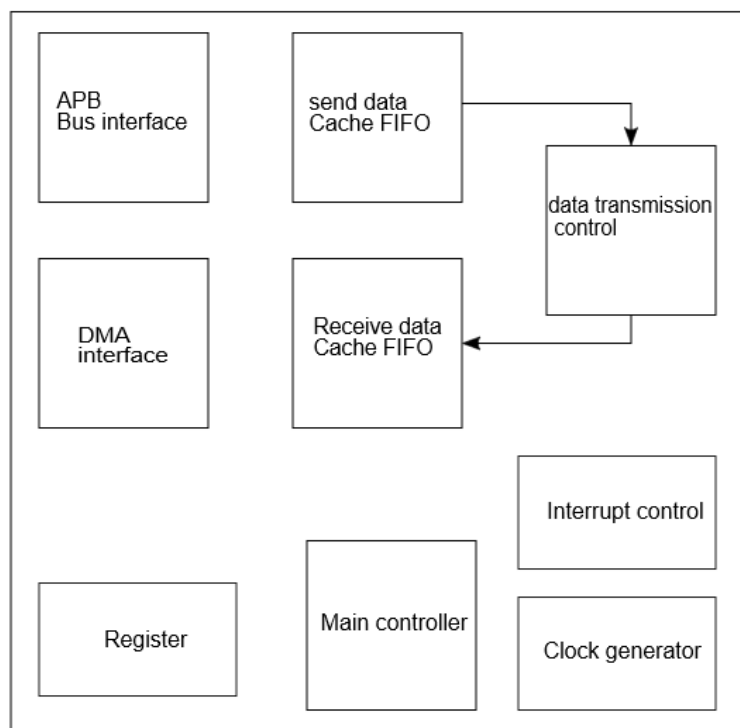 APB
Bus interface
send data
Cache FIFO
data transmission
control
DMA
interface
Receive data
Cache FIFO
Interrupt control
Register
Main controller
Clock generator